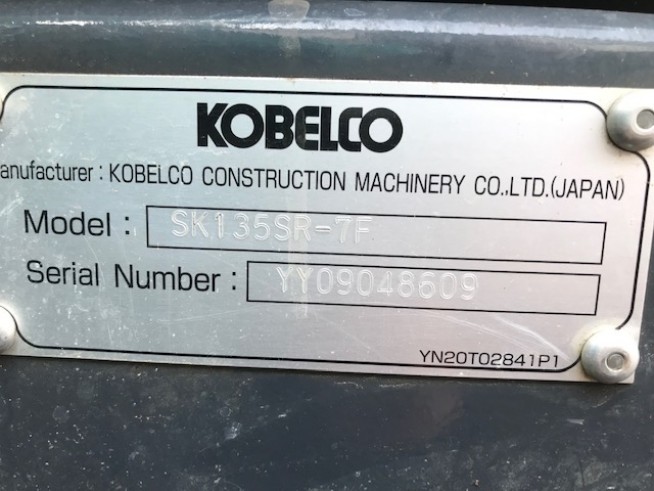 KOBELCO
anufacturer : KOBELCO CONSTRUCTION MACHINERY CO.,LTD.(JAPAN)
Model : SK135SR-7F
Serial Number : YY09048609
YN20T02841P1